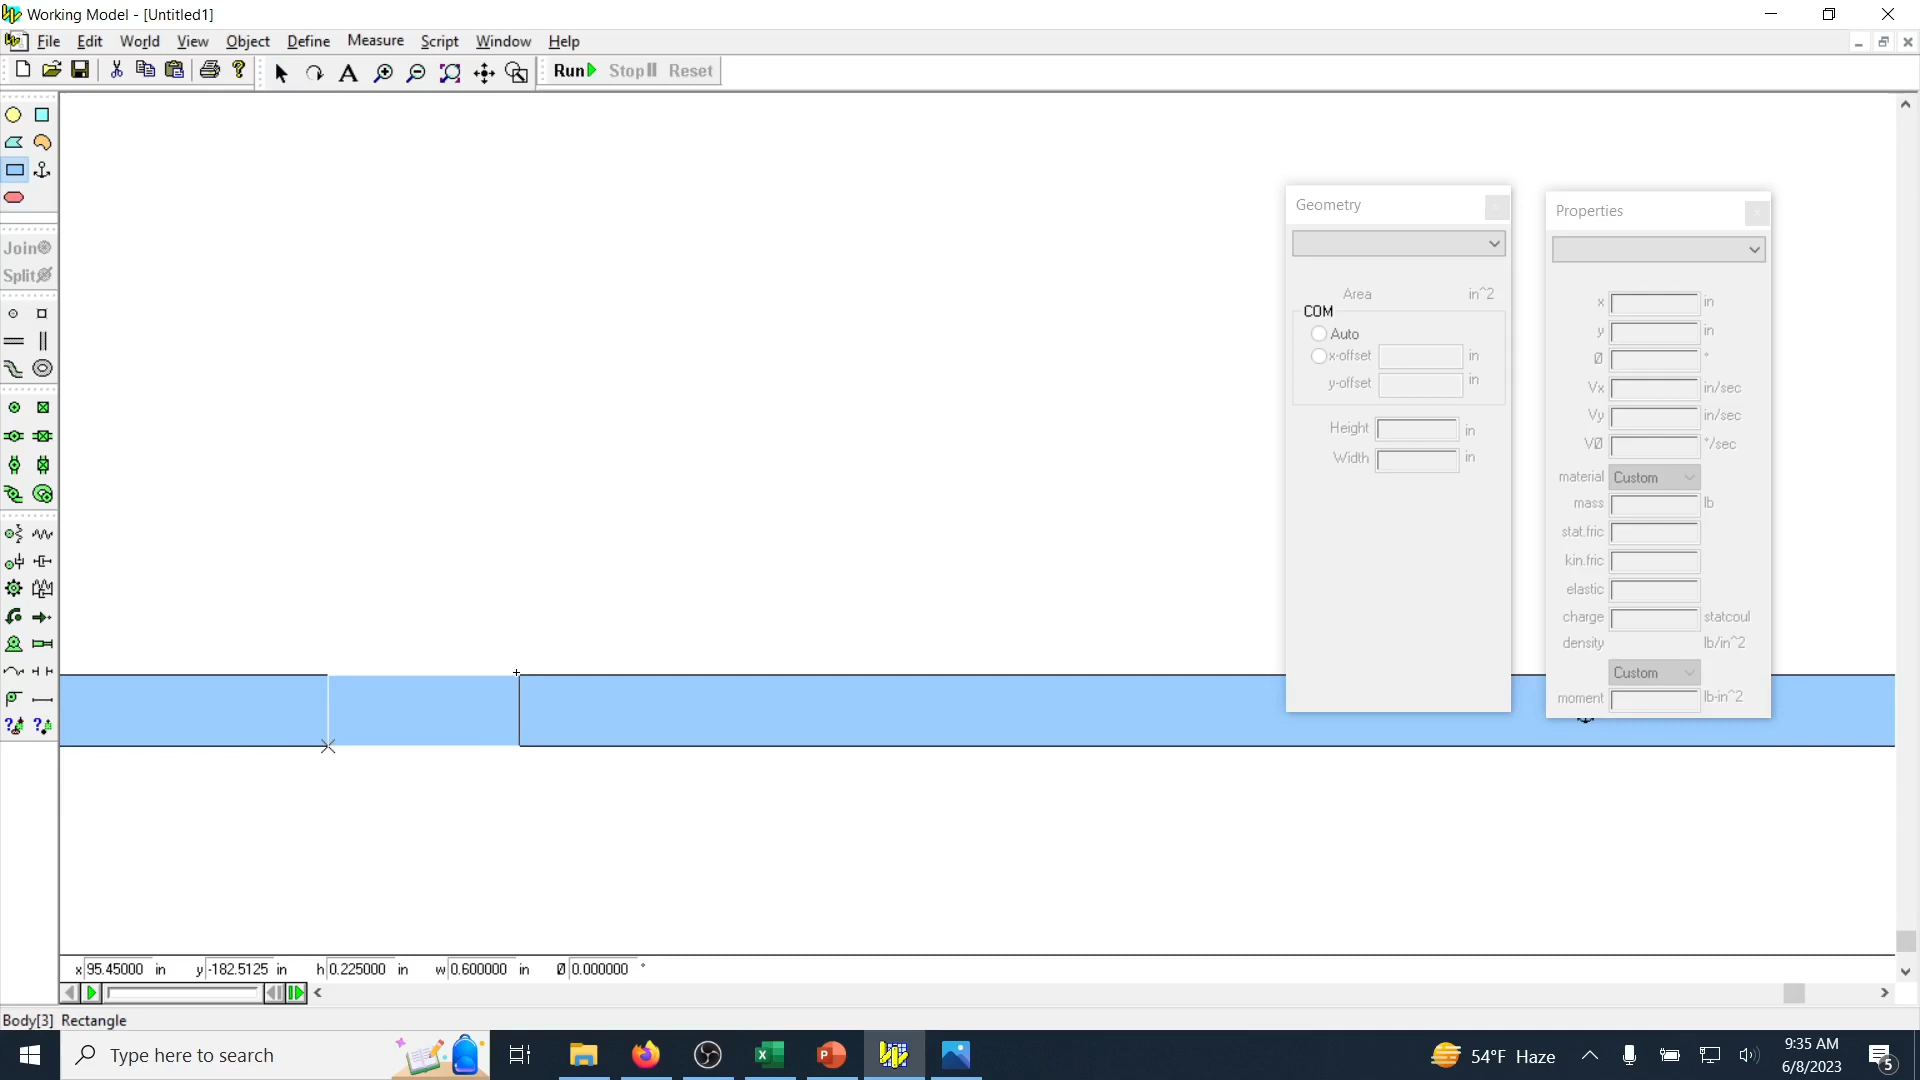 Working Model - [Untitled1]
File Edit World View Object Define Measure Script Window Help
A Run Stop Reset
Join
Split
Geometry
Area in^2
COM
Auto
x-offset in
y-offset in
Height in
Width in
Properties
x in
y in
Ø °
Vx in/sec
Vy in/sec
VØ °/sec
material Custom
mass lb
stat.fric
kin.fric
elastic
charge statcoul
density lb/in^2
Custom
moment lb-in^2
x 95.45000 in y -182.5125 in h 0.225000 in w 0.600000 in Ø 0.000000 °
Body[3] Rectangle
Type here to search
54°F Haze
9:35 AM
6/8/2023
5